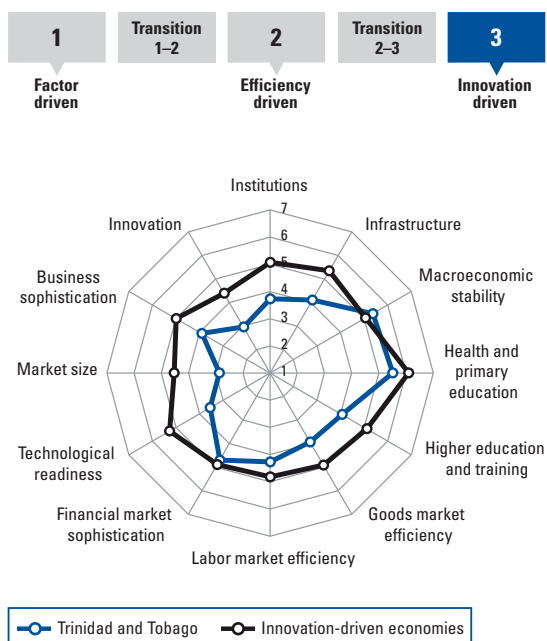 1
Transition
1–2
2
Transition
2–3
3
Factor
driven
Efficiency
driven
Innovation
driven
Institutions
7
Innovation
Infrastructure
6
Business
sophistication
5
Macroeconomic
stability
4
3
2
Market size
1
Health and
primary
education
Technological
readiness
Higher education
and training
Financial market
sophistication
Goods market
efficiency
Labor market efficiency
Trinidad and Tobago
Innovation-driven economies